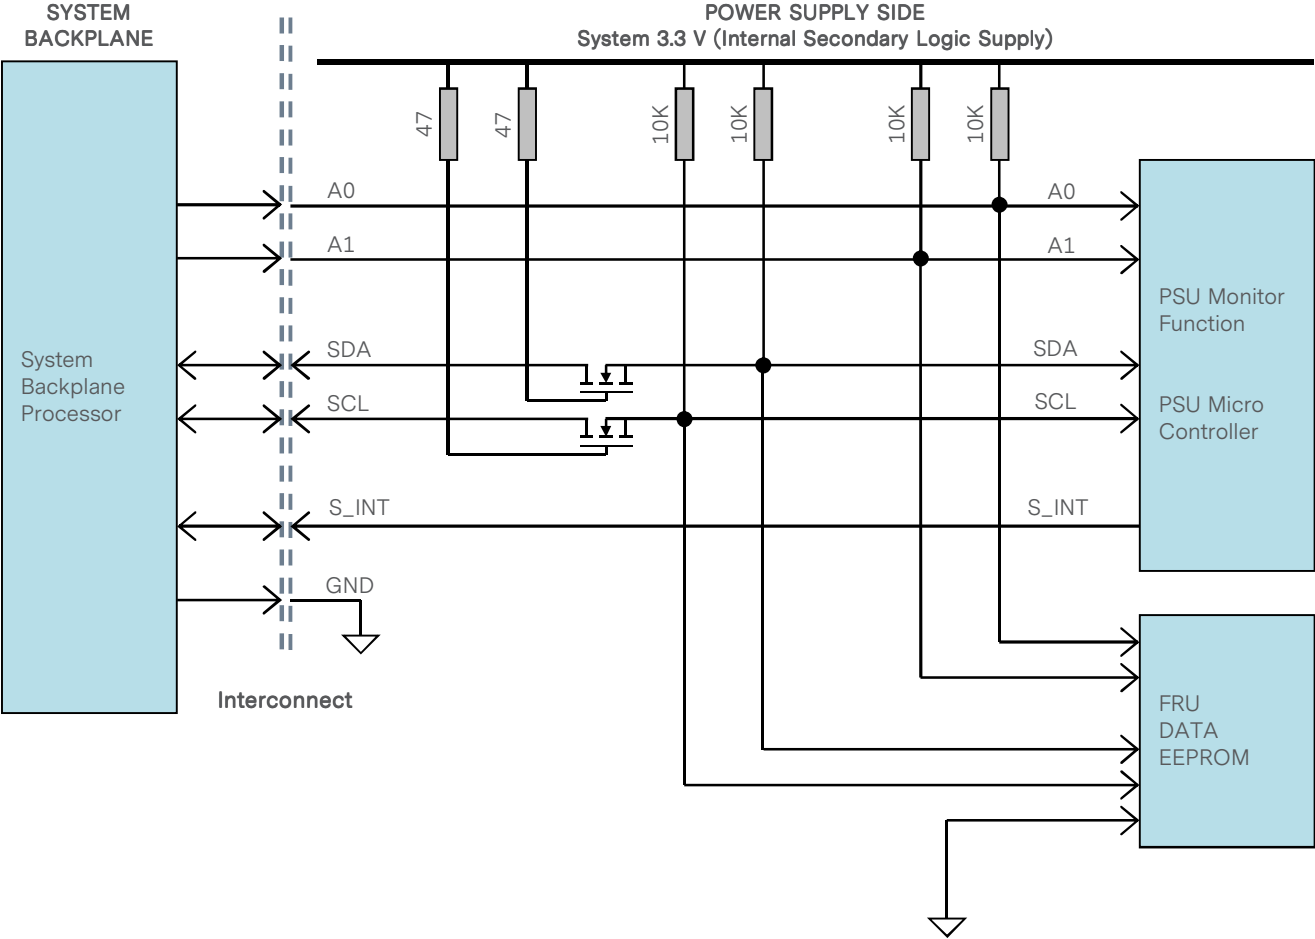 SYSTEM
BACKPLANE
POWER SUPPLY SIDE
System 3.3 V (Internal Secondary Logic Supply)
47
47
10K
10K
10K
10K
A0
A0
A1
A1
PSU Monitor
Function
SDA
SDA
System
Backplane
Processor
SCL
SCL
PSU Micro
Controller
S_INT
S_INT
GND
Interconnect
FRU
DATA
EEPROM